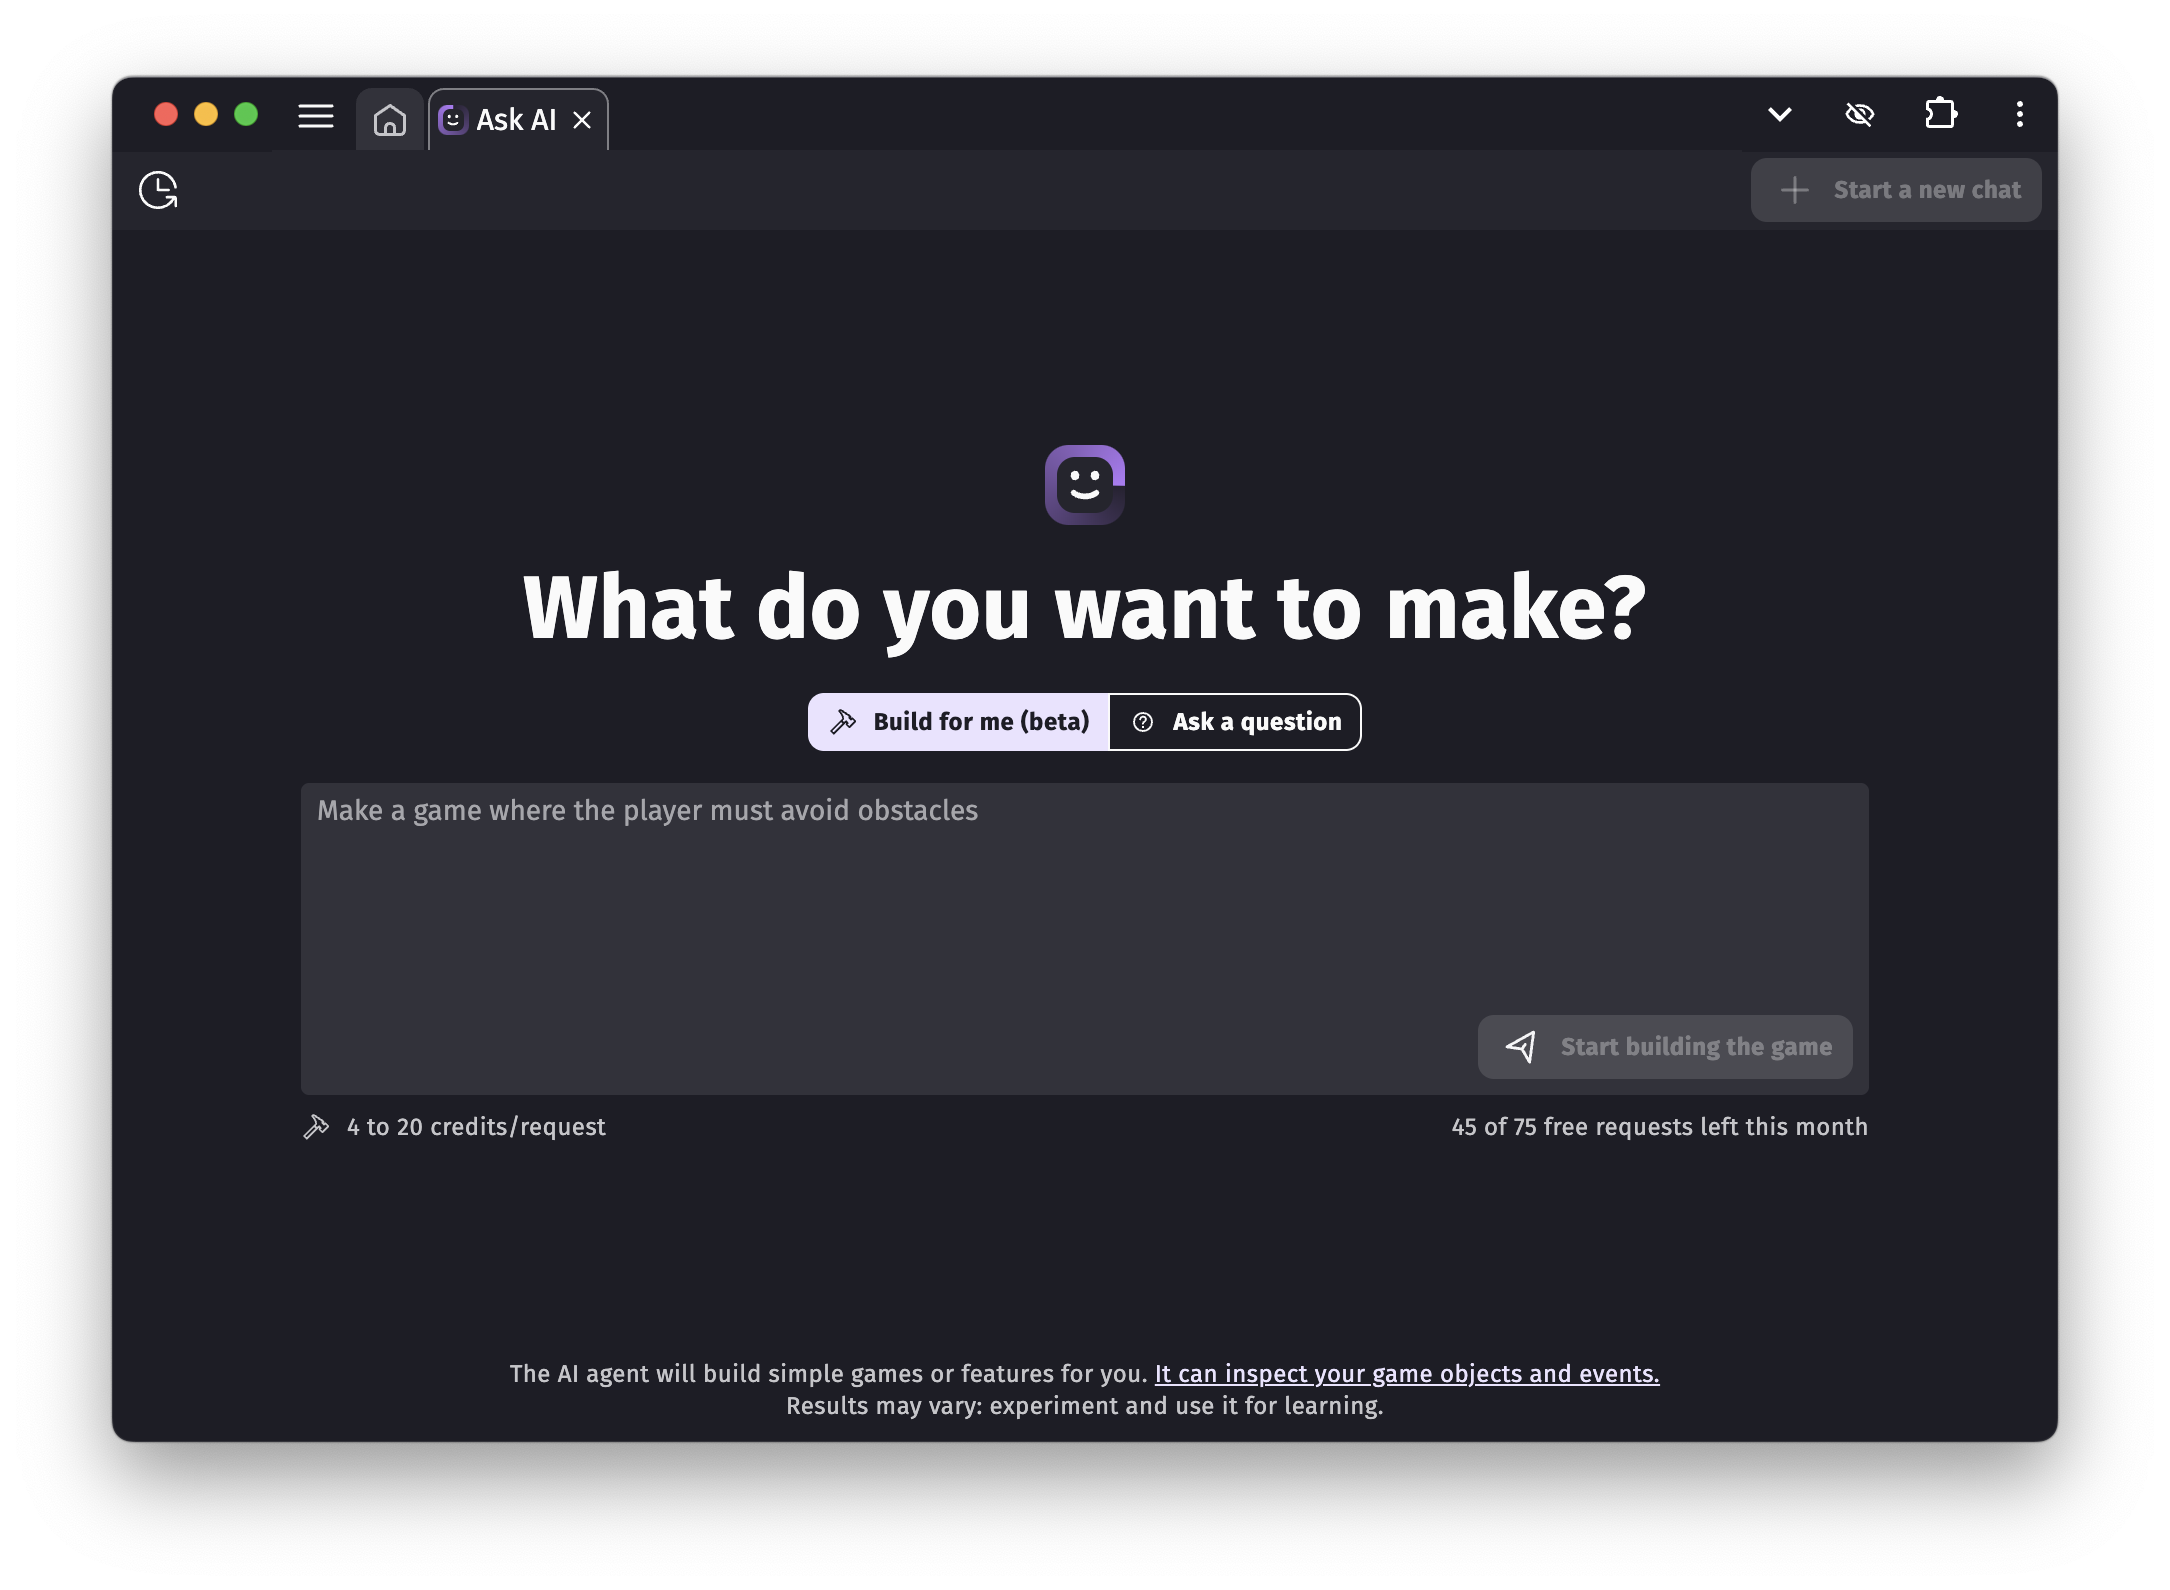 Ask AI
Start a new chat
What do you want to make?
Build for me (beta)
Ask a question
Make a game where the player must avoid obstacles
Start building the game
4 to 20 credits/request
45 of 75 free requests left this month
The AI agent will build simple games or features for you. It can inspect your game objects and events.
Results may vary: experiment and use it for learning.